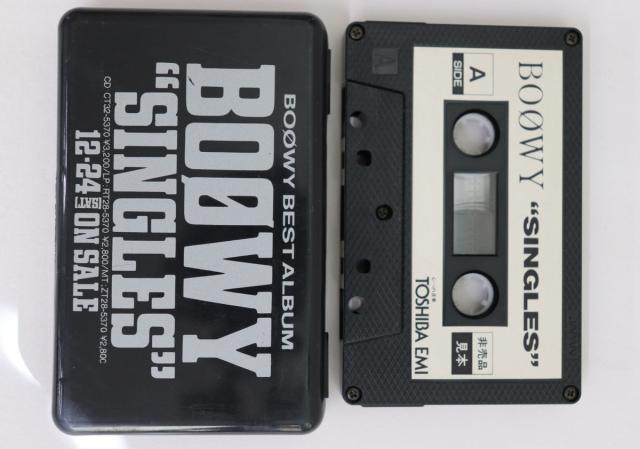 BOØWY BEST ALBUM
BOØWY
“SINGLES”
CD:CT32-5370 ¥3,200/LP:RT28-5370 ¥2,800/MT:ZT28-5370 ¥2,800
12·24 [SAT] ON SALE
A
SIDE
A
BOØWY “SINGLES”
TOSHIBA EMI
非売品
見本